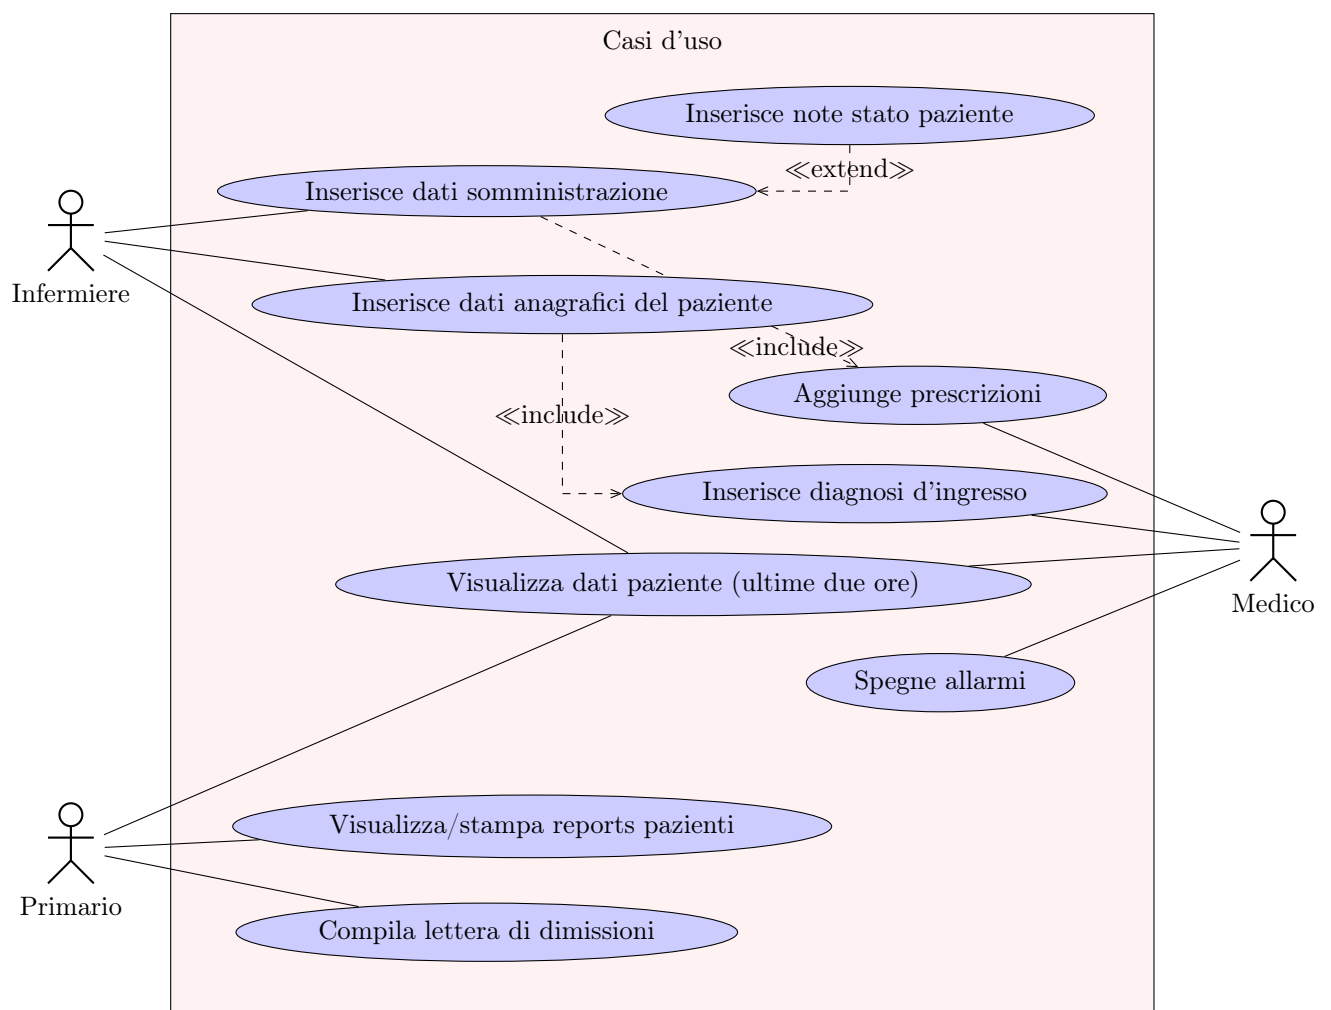 Casi d'uso
Inserisce note stato paziente
≪extend≫
Inserisce dati somministrazione
Infermiere
Inserisce dati anagrafici del paziente
≪include≫
Aggiunge prescrizioni
≪include≫
Inserisce diagnosi d'ingresso
Visualizza dati paziente (ultime due ore)
Medico
Spegne allarmi
Visualizza/stampa reports pazienti
Primario
Compila lettera di dimissioni